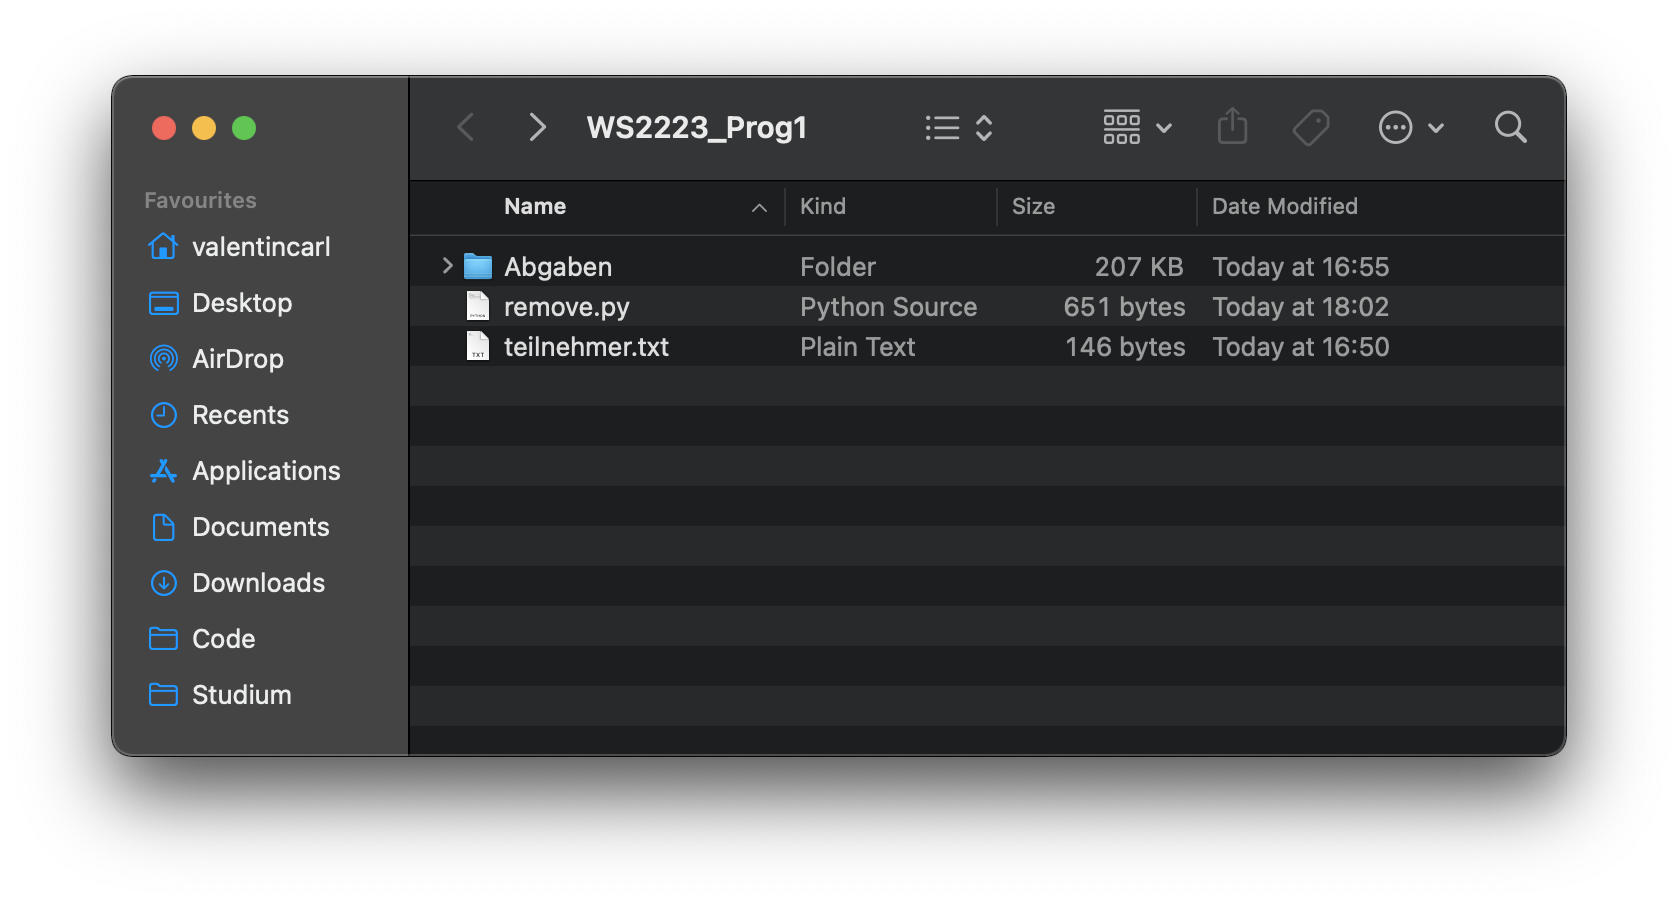 WS2223_Prog1
Favourites
valentincarl
Desktop
AirDrop
Recents
Applications
Documents
Downloads
Code
Studium
Name Kind Size Date Modified
Abgaben Folder 207 KB Today at 16:55
remove.py Python Source 651 bytes Today at 18:02
teilnehmer.txt Plain Text 146 bytes Today at 16:50
PYTHON
TXT